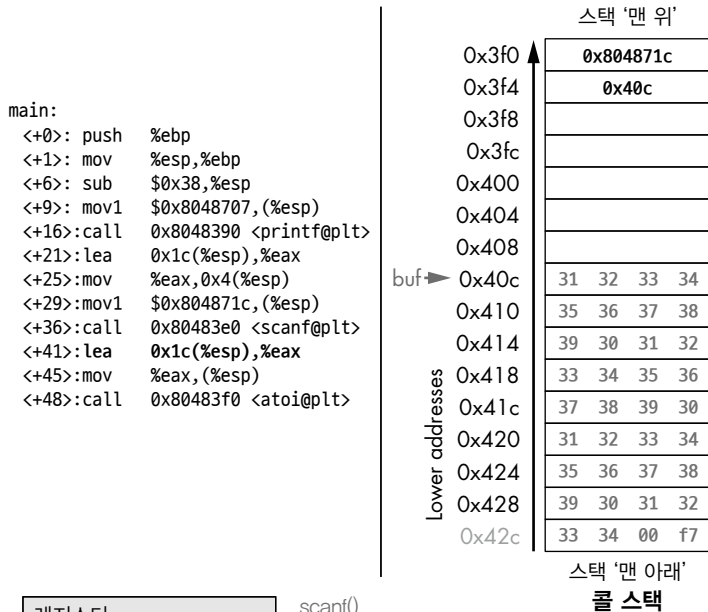 main:
<+0>: push %ebp
<+1>: mov %esp,%ebp
<+6>: sub $0x38,%esp
<+9>: mov1 $0x8048707,(%esp)
<+16>:call 0x8048390 <printf@plt>
<+21>:lea 0x1c(%esp),%eax
<+25>:mov %eax,0x4(%esp)
<+29>:mov1 $0x804871c,(%esp)
<+36>:call 0x80483e0 <scanf@plt>
<+41>:lea 0x1c(%esp),%eax
<+45>:mov %eax,(%esp)
<+48>:call 0x80483f0 <atoi@plt>
스택 ‘맨 위’
0x3f0 0x804871c
0x3f4 0x40c
0x3f8
0x3fc
0x400
0x404
0x408
buf 0x40c 31 32 33 34
0x410 35 36 37 38
0x414 39 30 31 32
0x418 33 34 35 36
0x41c 37 38 39 30
0x420 31 32 33 34
0x424 35 36 37 38
0x428 39 30 31 32
0x42c 33 34 00 f7
Lower addresses
스택 ‘맨 아래’
콜 스택
scanf()